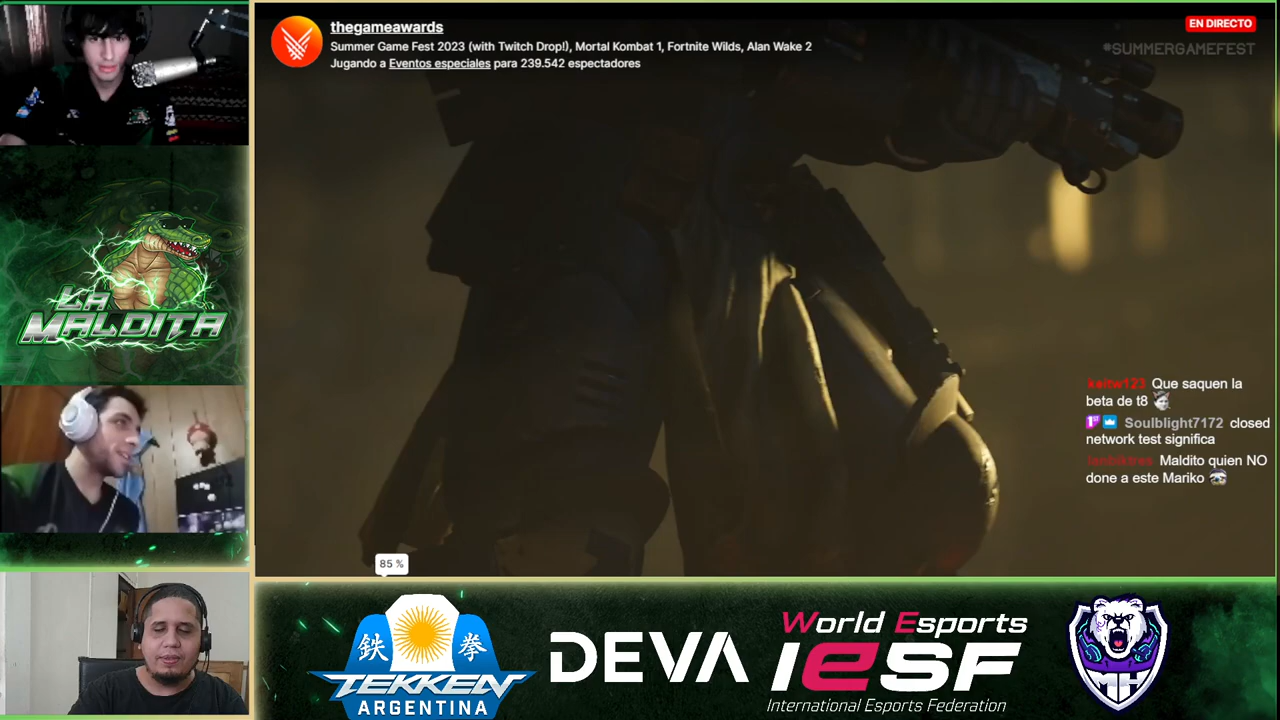 thegameawards
Summer Game Fest 2023 (with Twitch Drop!), Mortal Kombat 1, Fortnite Wilds, Alan Wake 2
Jugando a Eventos especiales para 239.542 espectadores
EN DIRECTO
#SUMMERGAMEFEST
LA
MALDITA
keitw123 Que saquen la
beta de t8
1ST Soulblight7172 closed
network test significa
Maldito quien NO
done a este Mariko
85 %
鉄拳
TEKKEN
ARGENTINA
DEVA
World Esports
IESF
International Esports Federation
MH